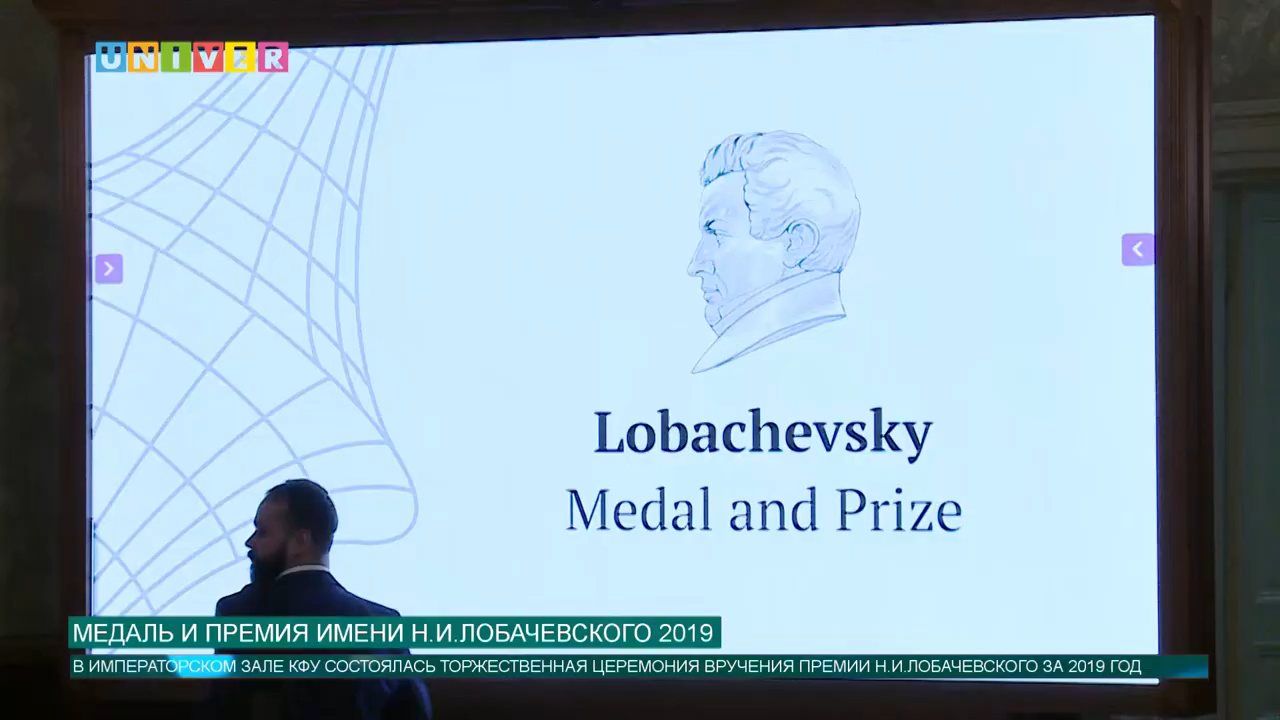 UNIVER
Lobachevsky
Medal and Prize
МЕДАЛЬ И ПРЕМИЯ ИМЕНИ Н.И.ЛОБАЧЕВСКОГО 2019
В ИМПЕРАТОРСКОМ ЗАЛЕ КФУ СОСТОЯЛАСЬ ТОРЖЕСТВЕННАЯ ЦЕРЕМОНИЯ ВРУЧЕНИЯ ПРЕМИИ Н.И.ЛОБАЧЕВСКОГО ЗА 2019 ГОД